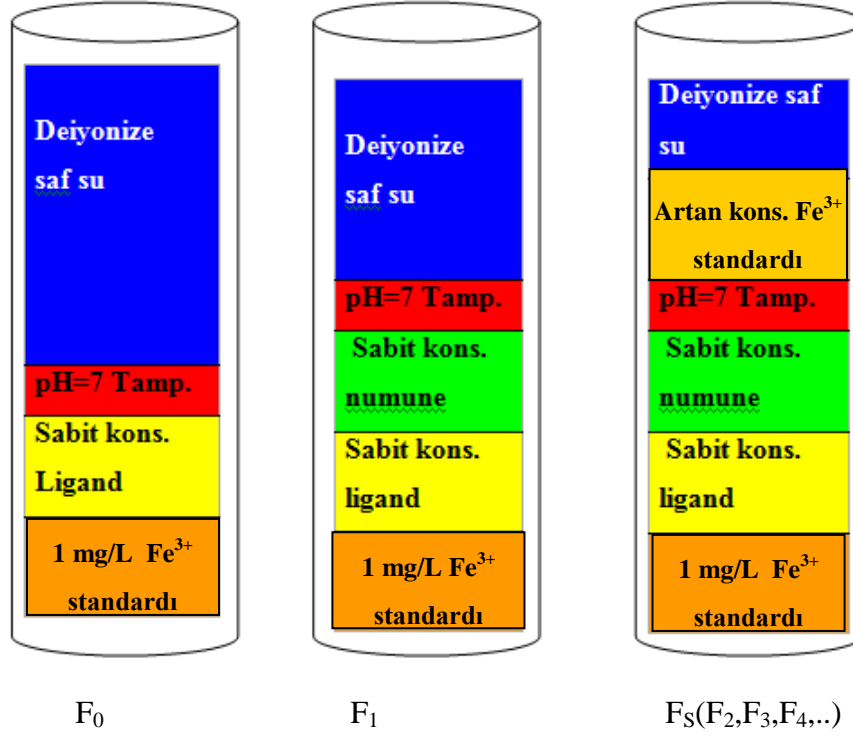 Deiyonize
saf su
pH=7 Tamp.
Sabit kons.
Ligand
1 mg/L Fe³⁺
standardı
F₀
Deiyonize
saf su
pH=7 Tamp.
Sabit kons.
numune
Sabit kons.
ligand
1 mg/L Fe³⁺
standardı
F₁
Deiyonize saf
su
Artan kons. Fe³⁺
standardı
pH=7 Tamp.
Sabit kons.
numune
Sabit kons.
ligand
1 mg/L Fe³⁺
standardı
F_S(F₂,F₃,F₄,..)